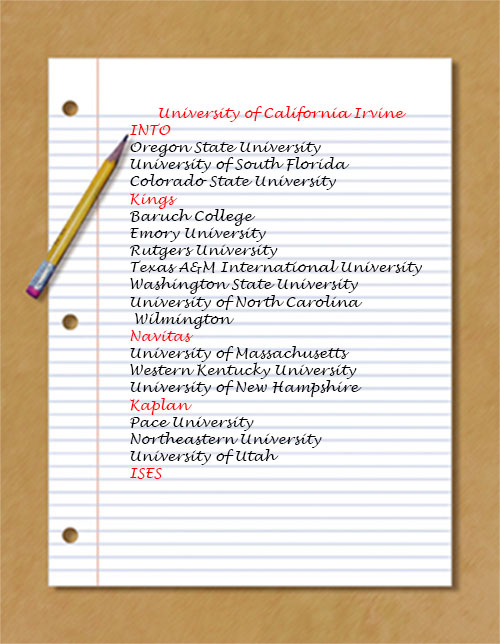 University of California Irvine
INTO
Oregon State University
University of South Florida
Colorado State University
Kings
Baruch College
Emory University
Rutgers University
Texas A&M International University
Washington State University
University of North Carolina
Wilmington
Navitas
University of Massachusetts
Western Kentucky University
University of New Hampshire
Kaplan
Pace University
Northeastern University
University of Utah
ISES